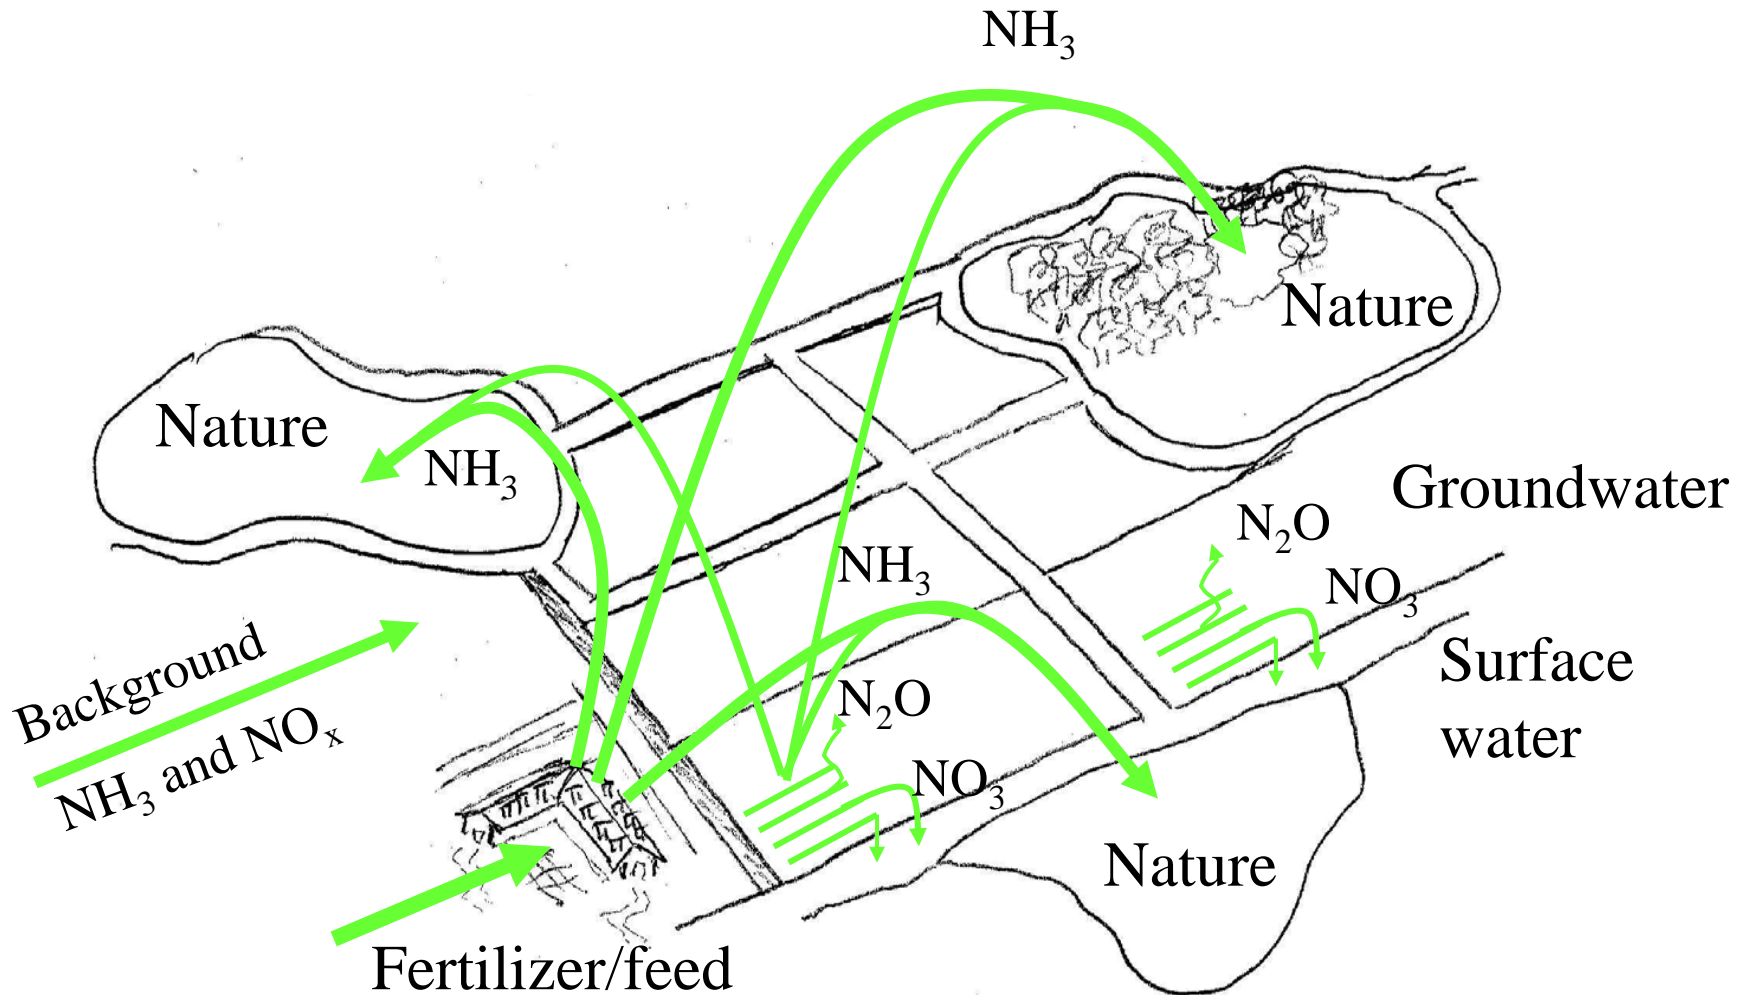 NH₃
Nature
Nature
NH₃
Groundwater
N₂O
NH₃
NO₃
Background
NH₃ and NOₓ
Surface
water
N₂O
NO₃
Nature
Fertilizer/feed